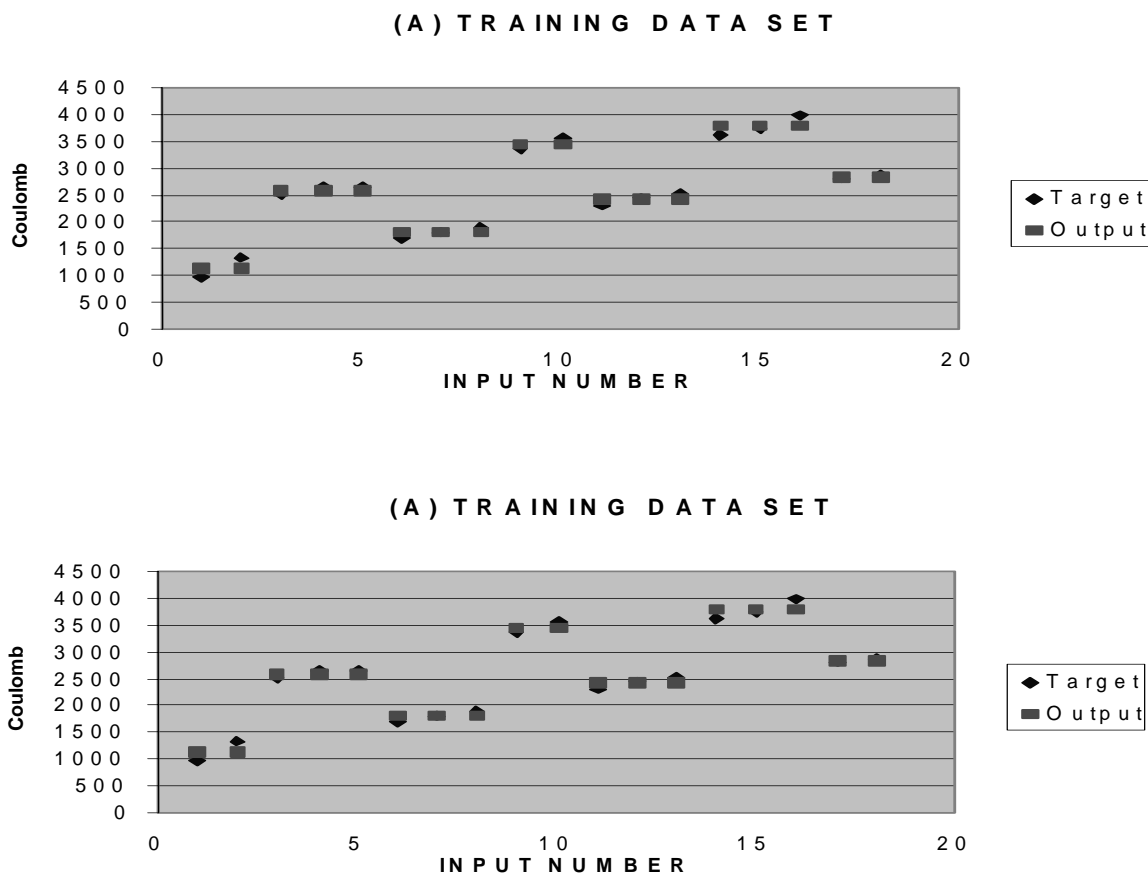 (A) TRAINING DATA SET
4500
4000
3500
3000
2500
2000
1500
1000
500
0
Coulomb
0 5 10 15 20
INPUT NUMBER
Target
Output
(A) TRAINING DATA SET
4500
4000
3500
3000
2500
2000
1500
1000
500
0
Coulomb
0 5 10 15 20
INPUT NUMBER
Target
Output